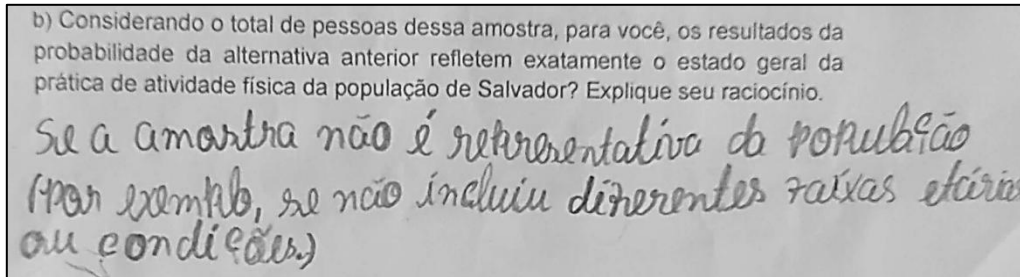 b) Considerando o total de pessoas dessa amostra, para você, os resultados da
probabilidade da alternativa anterior refletem exatamente o estado geral da
prática de atividade física da população de Salvador? Explique seu raciocínio.
Se a amostra não é representativa da população
(por exemplo, se não incluiu diferentes faixas etárias
ou condições.)